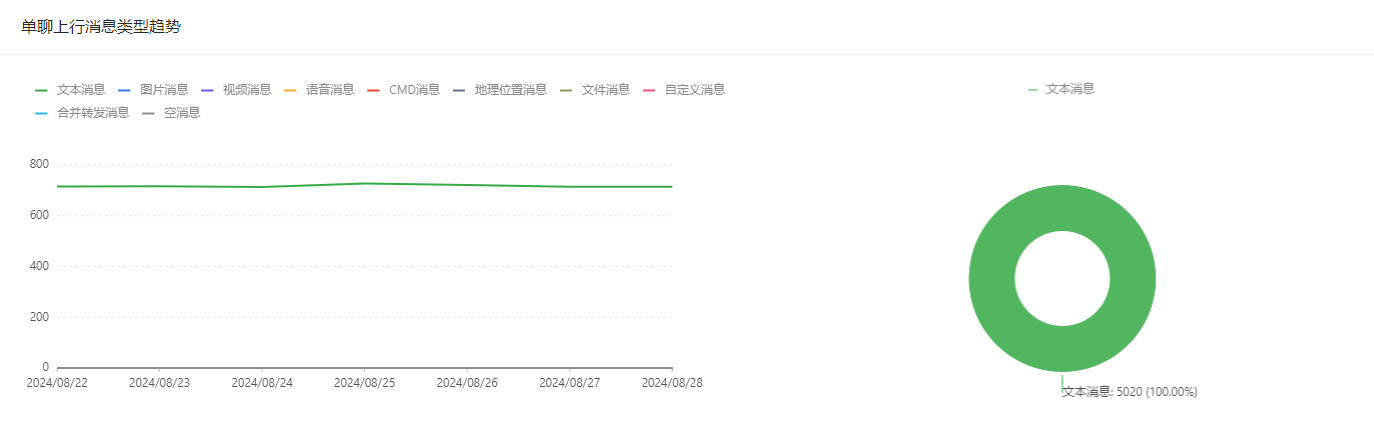 单聊上行消息类型趋势
文本消息 图片消息 视频消息 语音消息 CMD消息 地理位置消息 文件消息 自定义消息
合并转发消息 空消息
文本消息
800
600
400
200
0
2024/08/22 2024/08/23 2024/08/24 2024/08/25 2024/08/26 2024/08/27 2024/08/28
文本消息: 5020 (100.00%)